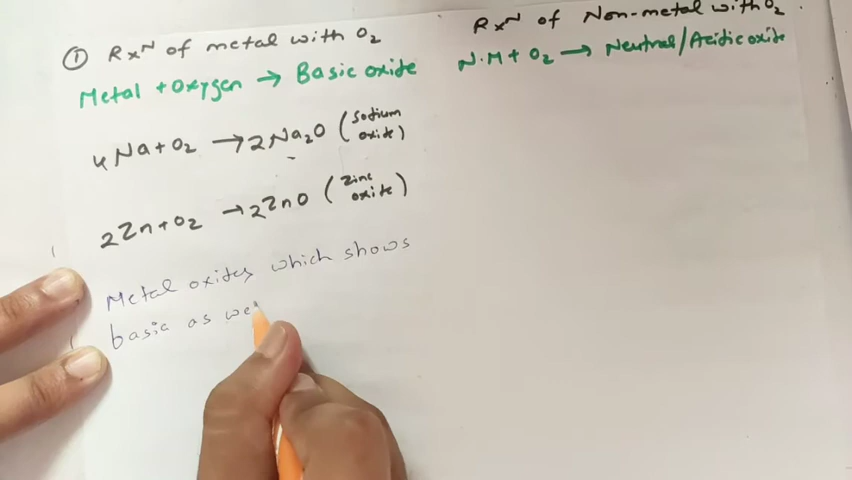 ① RxN of metal with O2
Metal + Oxygen → Basic oxide
4Na + O2 → 2Na2O (Sodium oxide)
2Zn + O2 → 2ZnO (Zinc oxide)
Metal oxides which shows
basic as we
RxN of Non-metal with O2
N.M + O2 → Neutral/Acidic oxide